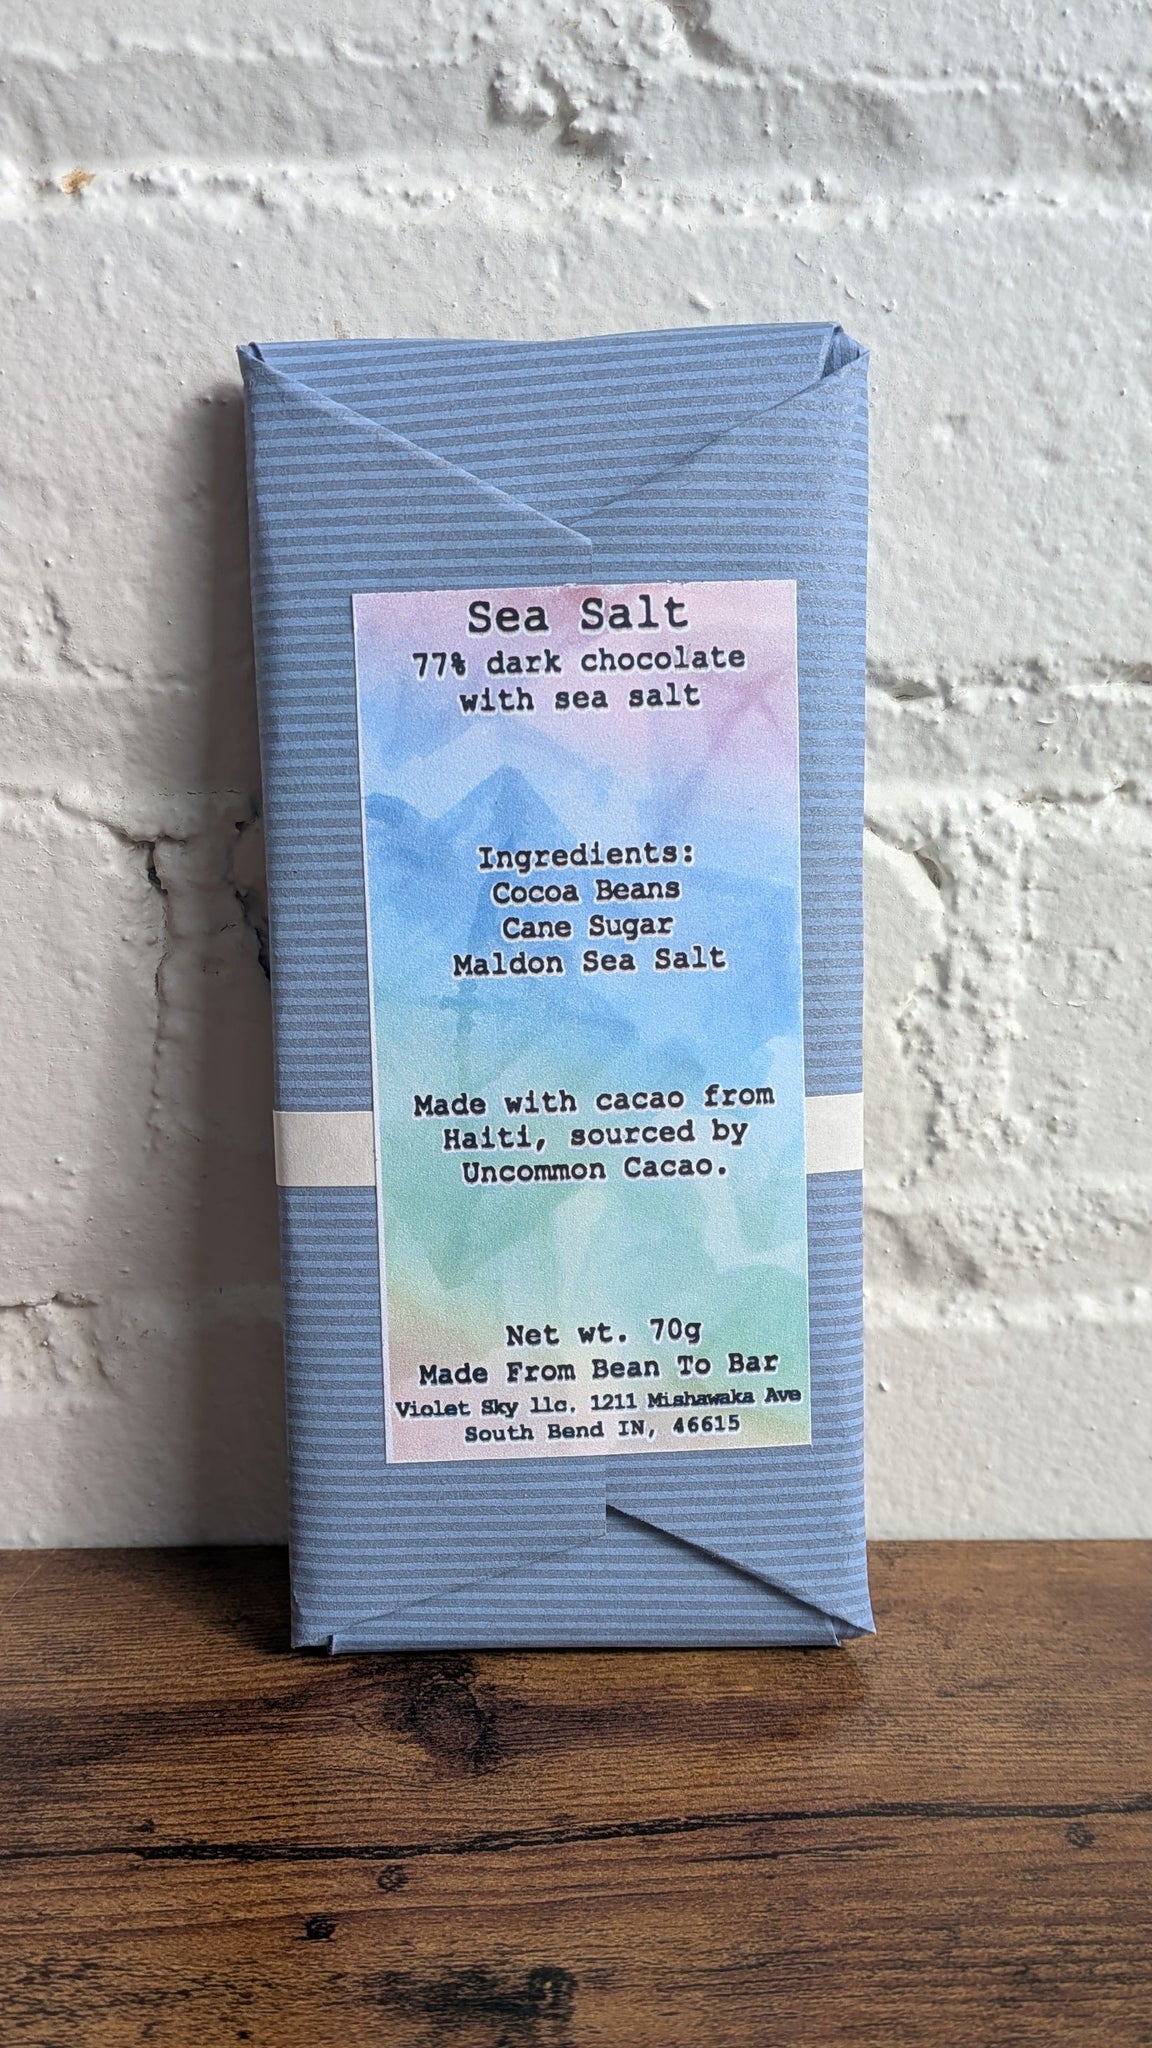 Sea Salt
77% dark chocolate
with sea salt
Ingredients:
Cocoa Beans
Cane Sugar
Maldon Sea Salt
Made with cacao from
Haiti, sourced by
Uncommon Cacao.
Net wt. 70g
Made From Bean To Bar
Violet Sky llc. 1211 Mishawaka Ave
South Bend IN, 46615